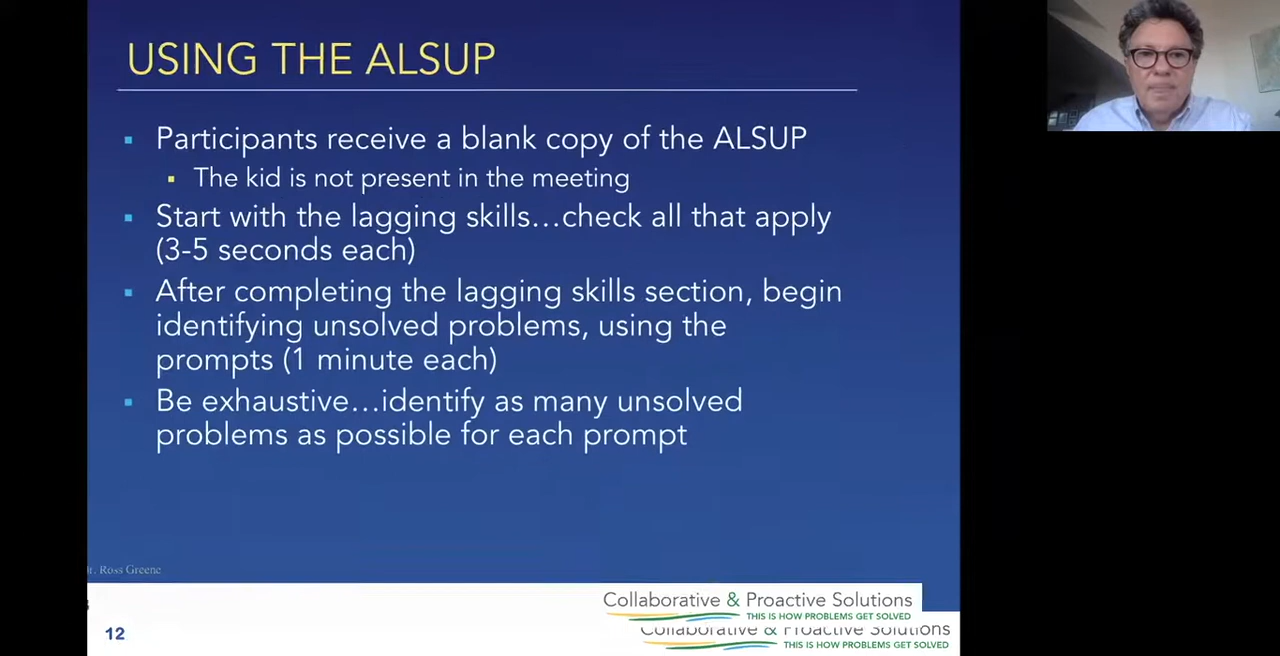 USING THE ALSUP
Participants receive a blank copy of the ALSUP
The kid is not present in the meeting
Start with the lagging skills…check all that apply
(3-5 seconds each)
After completing the lagging skills section, begin
identifying unsolved problems, using the
prompts (1 minute each)
Be exhaustive…identify as many unsolved
problems as possible for each prompt
r. Ross Greene
Collaborative & Proactive Solutions
THIS IS HOW PROBLEMS GET SOLVED
12
Collaborative & Proactive Solutions
THIS IS HOW PROBLEMS GET SOLVED